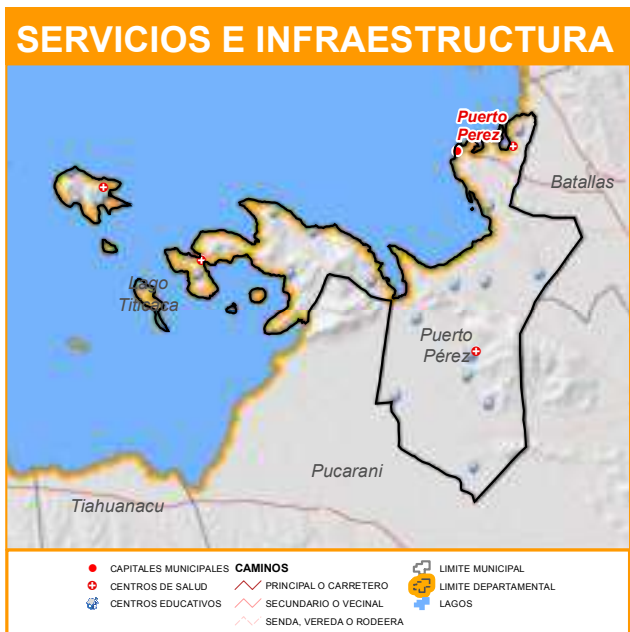 SERVICIOS E INFRAESTRUCTURA
Puerto
Perez
Batallas
Lago
Titicaca
Puerto
Pérez
Pucarani
Tiahuanacu
CAPITALES MUNICIPALES
CENTROS DE SALUD
CENTROS EDUCATIVOS
CAMINOS
PRINCIPAL O CARRETERO
SECUNDARIO O VECINAL
SENDA, VEREDA O RODEERA
LIMITE MUNICIPAL
LIMITE DEPARTAMENTAL
LAGOS